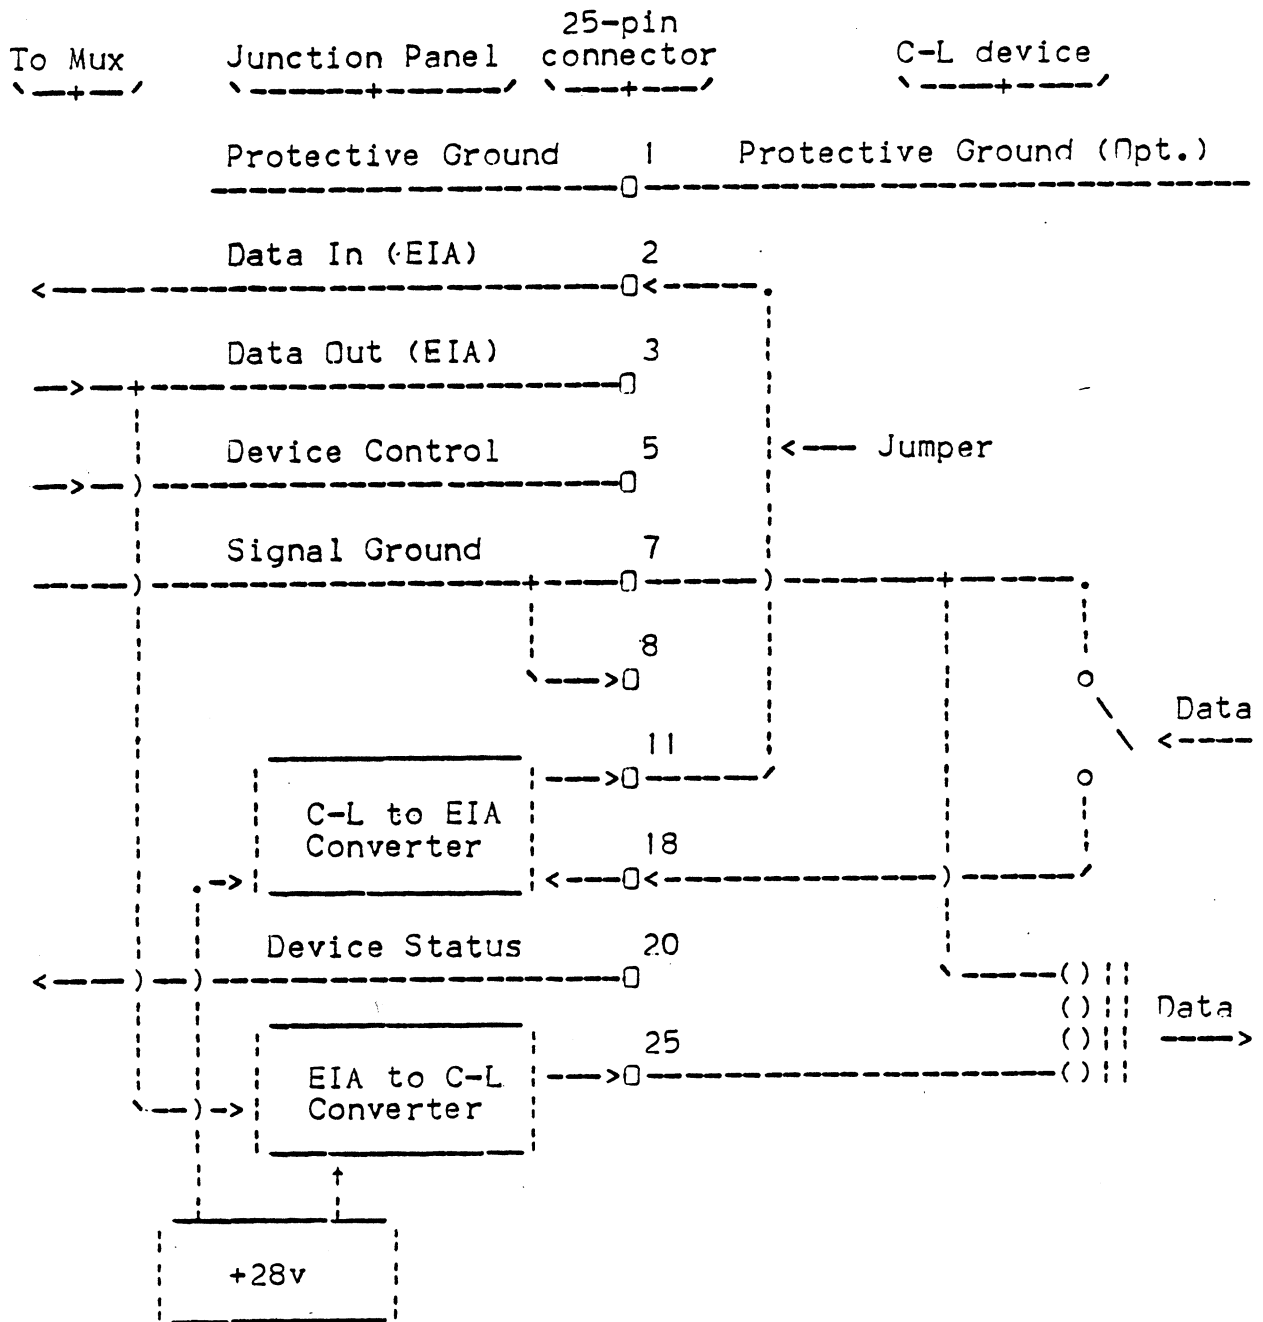 25-pin
To Mux Junction Panel connector C-L device
Protective Ground 1 Protective Ground (Opt.)
Data In (EIA) 2
Data Out (EIA) 3
Device Control 5
Jumper
Signal Ground 7
8
Data
11
C-L to EIA
Converter
18
Device Status 20
Data
25
EIA to C-L
Converter
+28v